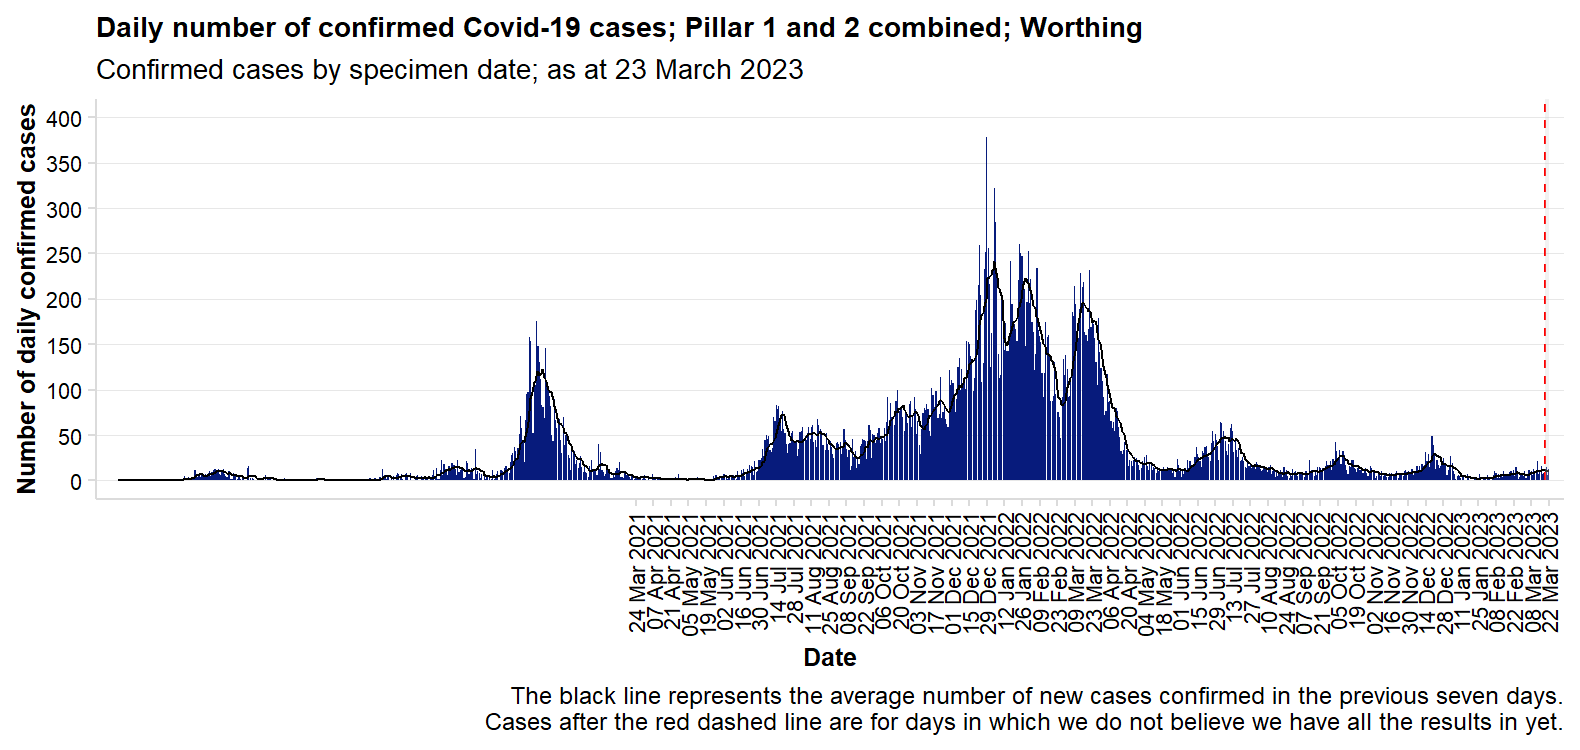 Daily number of confirmed Covid-19 cases; Pillar 1 and 2 combined; Worthing
Confirmed cases by specimen date; as at 23 March 2023
Number of daily confirmed cases
400
350
300
250
200
150
100
50
0
24 Mar 2021
07 Apr 2021
21 Apr 2021
05 May 2021
19 May 2021
02 Jun 2021
16 Jun 2021
30 Jun 2021
14 Jul 2021
28 Jul 2021
11 Aug 2021
25 Aug 2021
08 Sep 2021
22 Sep 2021
06 Oct 2021
20 Oct 2021
03 Nov 2021
17 Nov 2021
01 Dec 2021
15 Dec 2021
29 Dec 2021
12 Jan 2022
26 Jan 2022
09 Feb 2022
23 Feb 2022
09 Mar 2022
23 Mar 2022
06 Apr 2022
20 Apr 2022
04 May 2022
18 May 2022
01 Jun 2022
15 Jun 2022
29 Jun 2022
13 Jul 2022
27 Jul 2022
10 Aug 2022
24 Aug 2022
07 Sep 2022
21 Sep 2022
05 Oct 2022
19 Oct 2022
02 Nov 2022
16 Nov 2022
30 Nov 2022
14 Dec 2022
28 Dec 2022
11 Jan 2023
25 Jan 2023
08 Feb 2023
22 Feb 2023
08 Mar 2023
22 Mar 2023
Date
The black line represents the average number of new cases confirmed in the previous seven days.
Cases after the red dashed line are for days in which we do not believe we have all the results in yet.